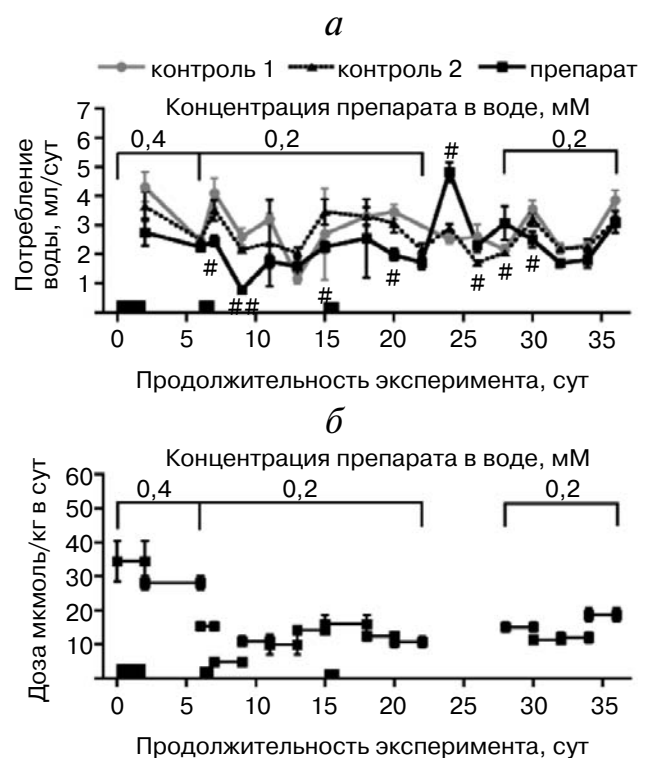 а
контроль 1 контроль 2 препарат
Концентрация препарата в воде, мМ
0,4 0,2 0,2
Потребление
воды, мл/сут
7
6
5
4
3
2
1
#
# ## # # # # #
0 5 10 15 20 25 30 35
Продолжительность эксперимента, сут
б
Концентрация препарата в воде, мМ
0,4 0,2 0,2
Доза мкмоль/кг в сут
60
50
40
30
20
10
0 5 10 15 20 25 30 35
Продолжительность эксперимента, сут